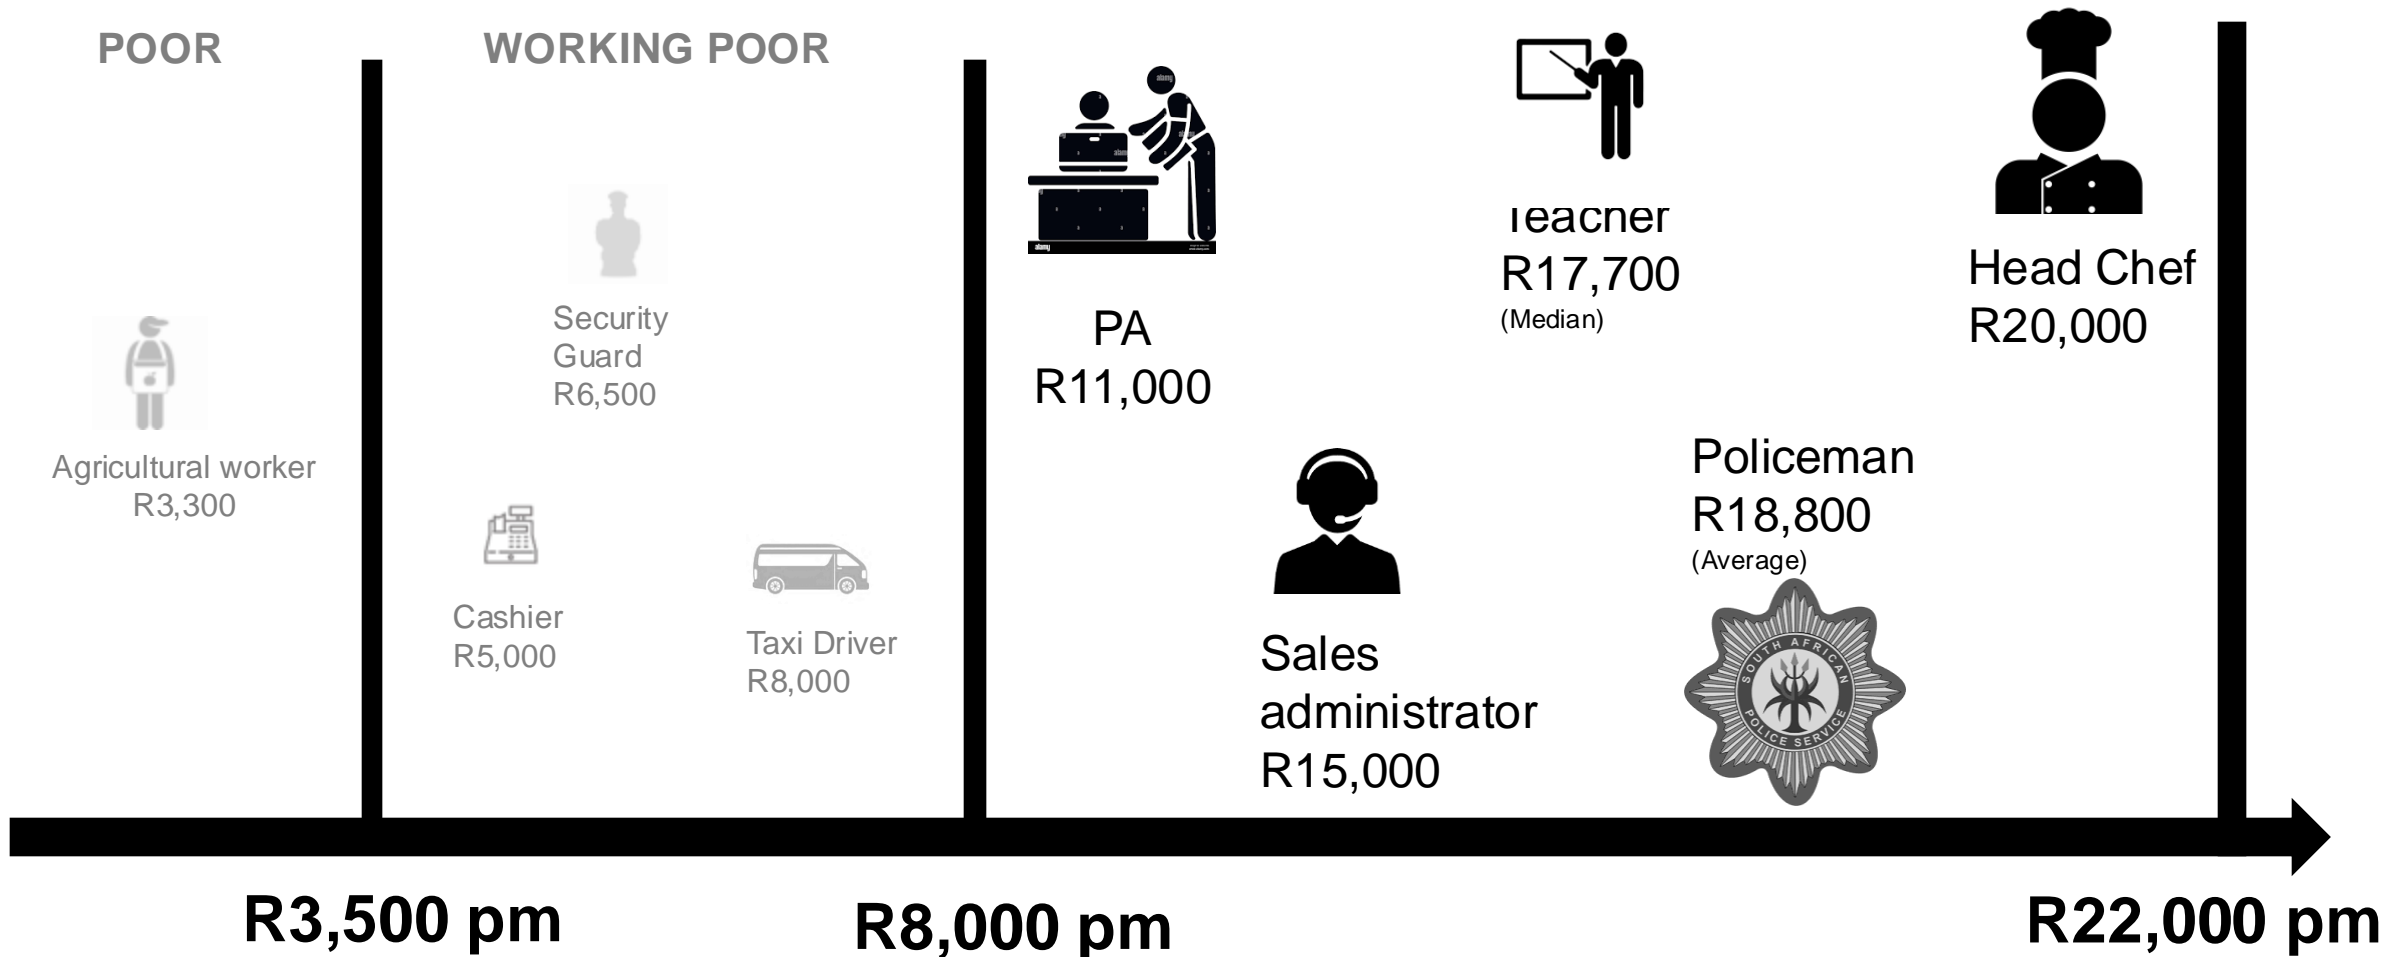 POOR
WORKING POOR
Agricultural worker
R3,300
Security
Guard
R6,500
Cashier
R5,000
Taxi Driver
R8,000
PA
R11,000
Sales
administrator
R15,000
Teacher
R17,700
(Median)
Policeman
R18,800
(Average)
SOUTH AFRICAN
POLICE SERVICE
Head Chef
R20,000
R3,500 pm
R8,000 pm
R22,000 pm
alamy